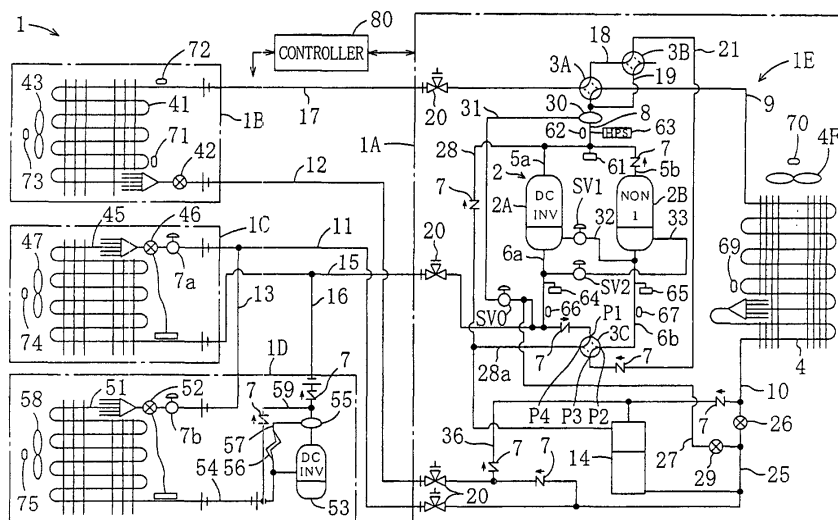 1
72
80
CONTROLLER
18
3B
21
3A
19
1E
43
41
1B
17
20
31
30
8
62
63
HPS
9
70
4F
71
73
42
12
1A
28
7
61
7
5a
5b
2
2A
DC
INV
SV1
NON
1
2B
45
46
1C
11
20
32
33
47
7a
15
6a
69
13
16
SV2
74
SV0
64
65
66
P1
67
1D
7
3C
6b
4
58
51
52
7
59
55
7
28a
P4
P3
P2
7
10
7b
57
56
DC
INV
36
7
26
7
7
14
27
29
25
75
54
53
20